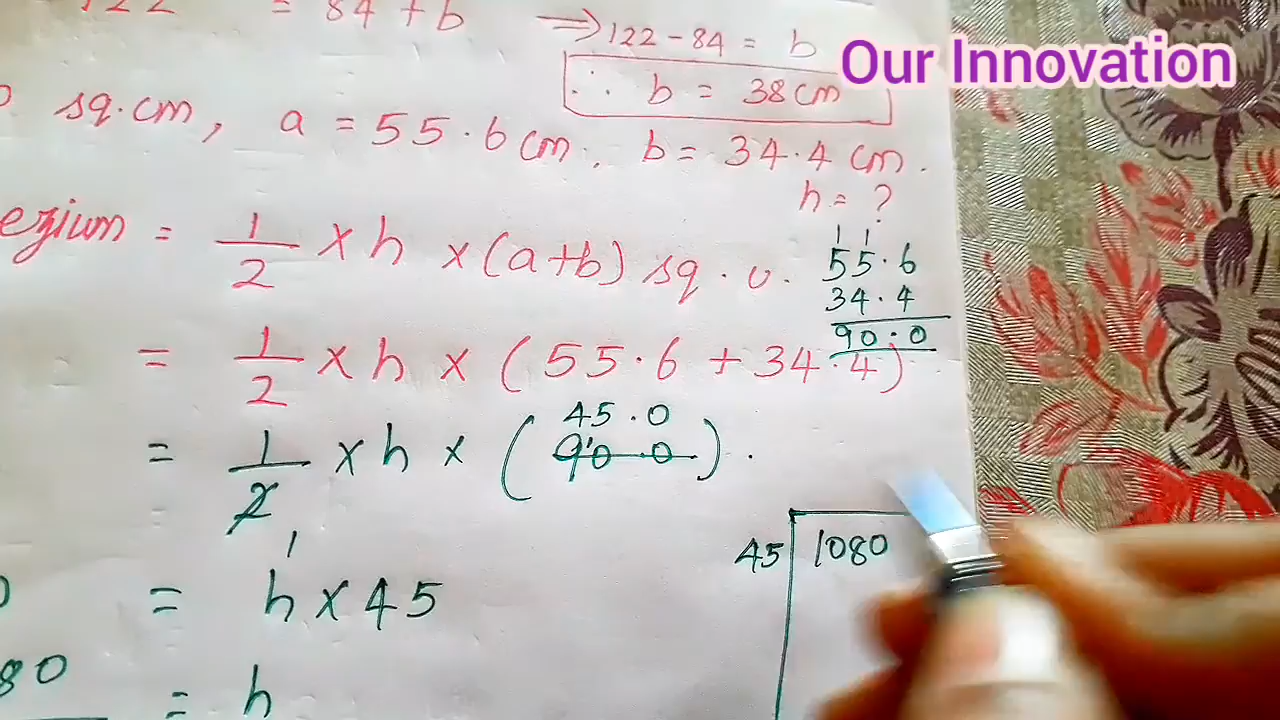 122 = 84 + b ⇒ 122 - 84 = b
Our Innovation
∴ b = 38 cm
sq.cm, a = 55.6 cm. b = 34.4 cm.
h = ?
ezium = 1/2 × h × (a+b) sq.u.
55.6
34.4
90.0
= 1/2 × h × (55.6 + 34.4)
45.0
= 1/2 × h × (90.0).
1
45 1080
= h × 45
80 = h